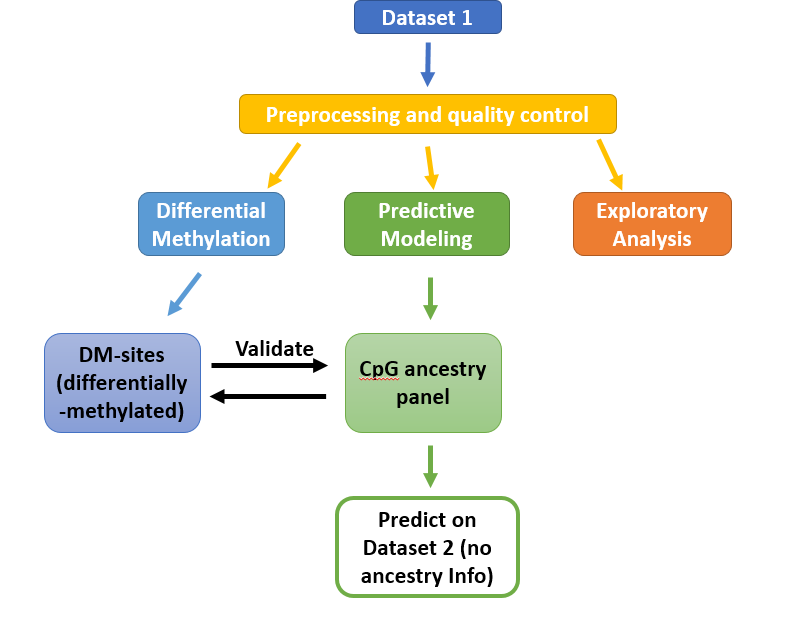 Dataset 1
Preprocessing and quality control
Differential
Methylation
Predictive
Modeling
Exploratory
Analysis
DM-sites
(differentially
-methylated)
Validate
CpG ancestry
panel
Predict on
Dataset 2 (no
ancestry Info)